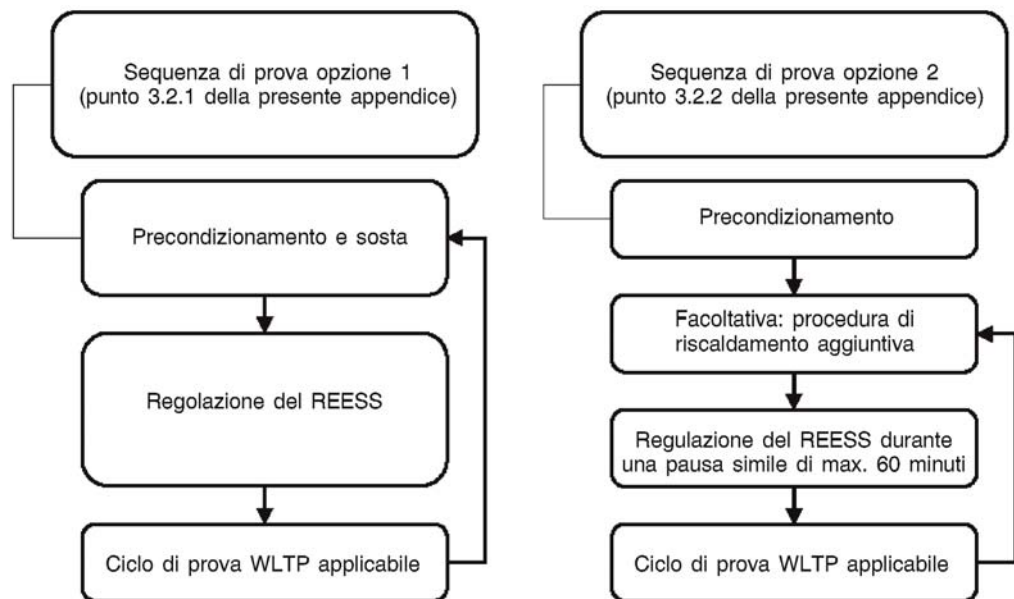 Sequenza di prova opzione 1
(punto 3.2.1 della presente appendice)
Precondizionamento e sosta
Regolazione del REESS
Ciclo di prova WLTP applicabile
Sequenza di prova opzione 2
(punto 3.2.2 della presente appendice)
Precondizionamento
Facoltativa: procedura di
riscaldamento aggiuntiva
Regulazione del REESS durante
una pausa simile di max. 60 minuti
Ciclo di prova WLTP applicabile